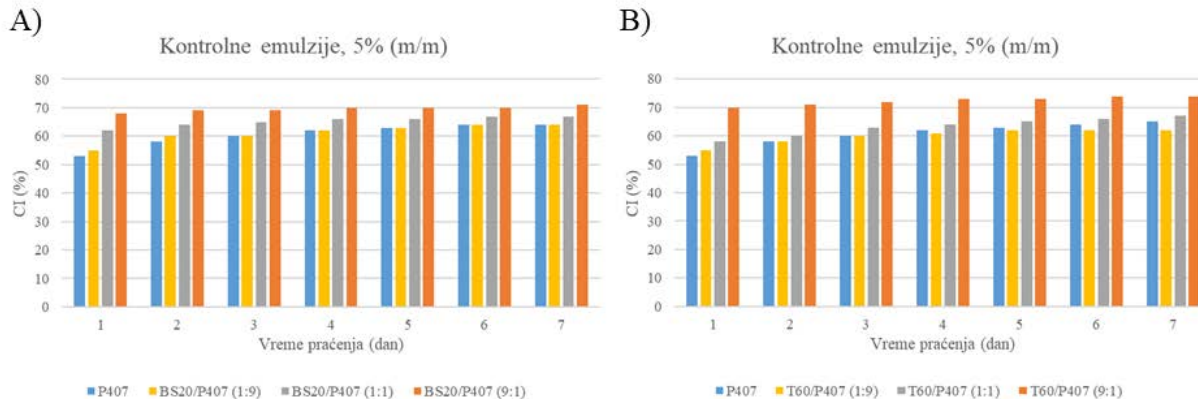 A)
Kontrolne emulzije, 5% (m/m)
80
70
60
50
40
30
20
10
0
CI (%)
1 2 3 4 5 6 7
Vreme praćenja (dan)
P407 BS20/P407 (1:9) BS20/P407 (1:1) BS20/P407 (9:1)
B)
Kontrolne emulzije, 5% (m/m)
80
70
60
50
40
30
20
10
0
CI (%)
1 2 3 4 5 6 7
Vreme praćenja (dan)
P407 T60/P407 (1:9) T60/P407 (1:1) T60/P407 (9:1)